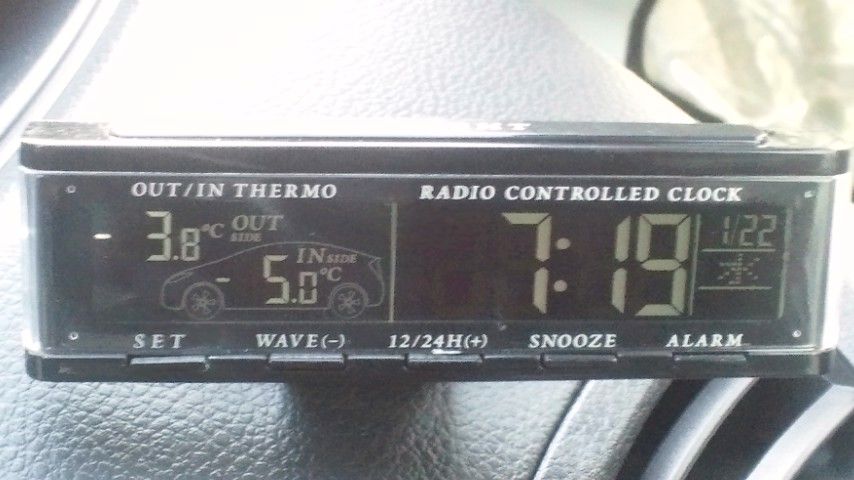 OUT/IN THERMO
RADIO CONTROLLED CLOCK
-3.8°C OUT SIDE
IN SIDE
-5.0°C
7:19
1/22
水
SET WAVE(-) 12/24H(+) SNOOZE ALARM